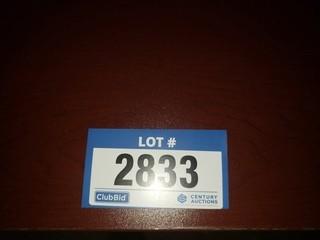 LOT #
2833
ClubBid
CENTURY
AUCTIONS